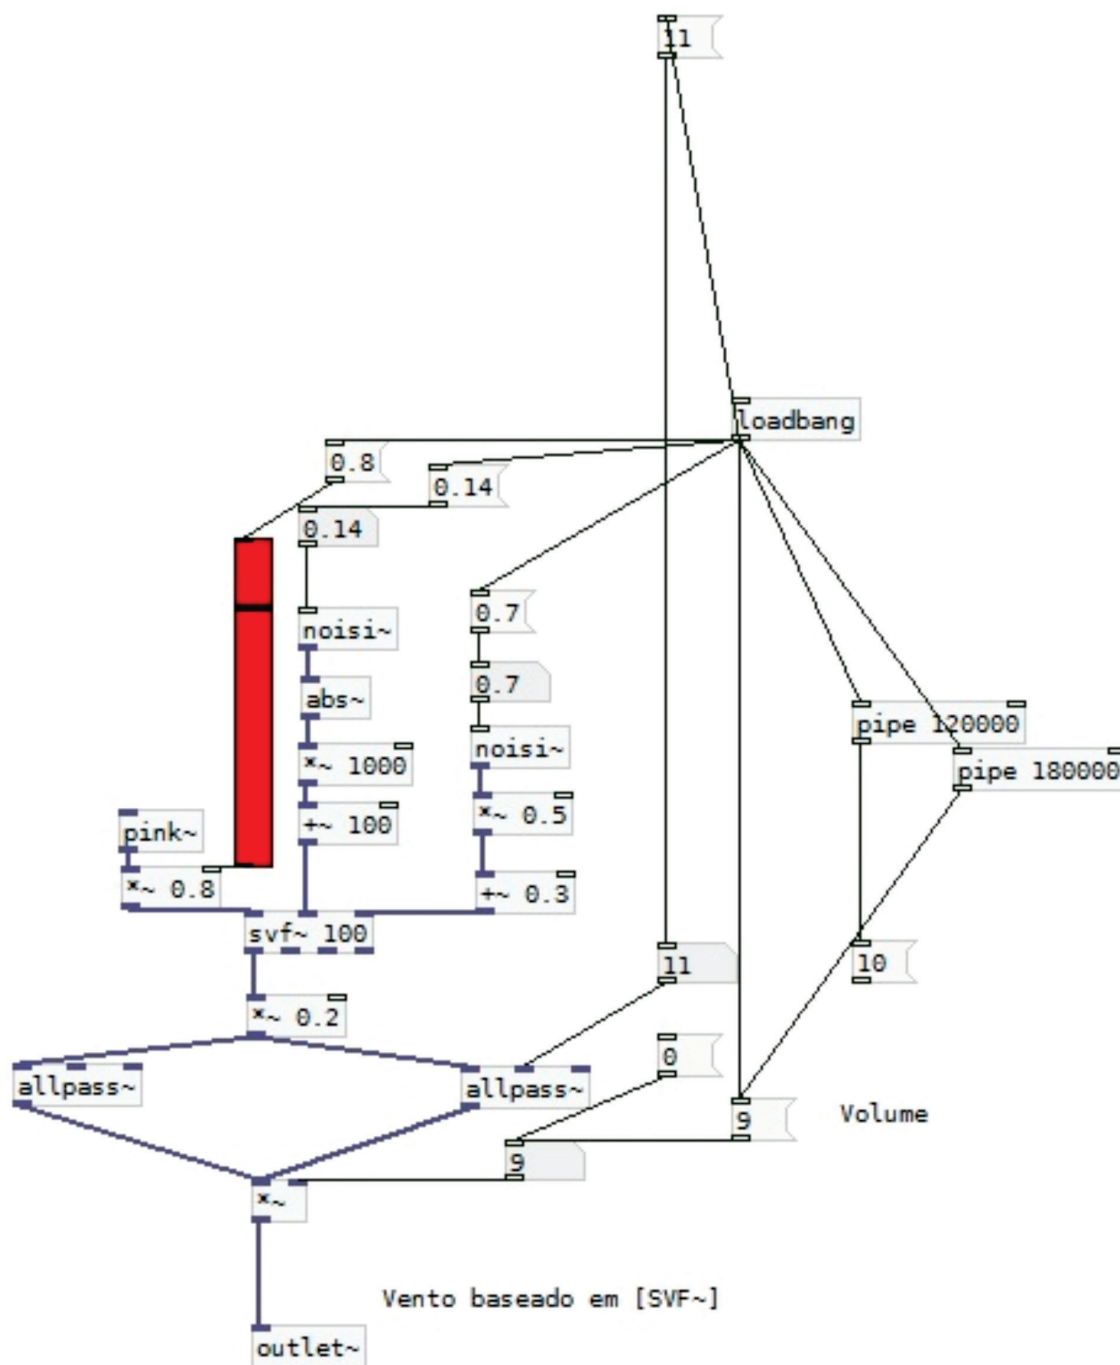 11
loadbang
0.8
0.14
0.14
0.7
noisi~
0.7
abs~
pipe 120000
noisi~
*~ 1000
pipe 180000
*~ 0.5
+~ 100
pink~
*~ 0.8
+~ 0.3
svf~ 100
11
10
*~ 0.2
0
allpass~
allpass~
9
Volume
9
*~
Vento baseado em [SVF~]
outlet~